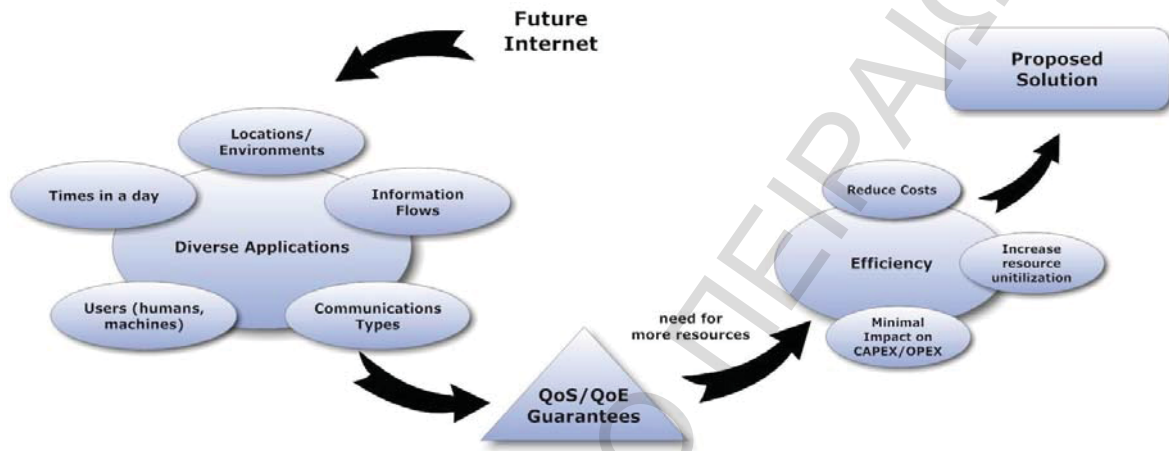 Future
Internet
Proposed
Solution
Locations/
Environments
Times in a day
Information
Flows
Diverse Applications
Users (humans,
machines)
Communications
Types
QoS/QoE
Guarantees
need for
more resources
Reduce Costs
Efficiency
Increase
resource
unitilization
Minimal
Impact on
CAPEX/OPEX
Ο ΠΕΙΡΑΙΩ